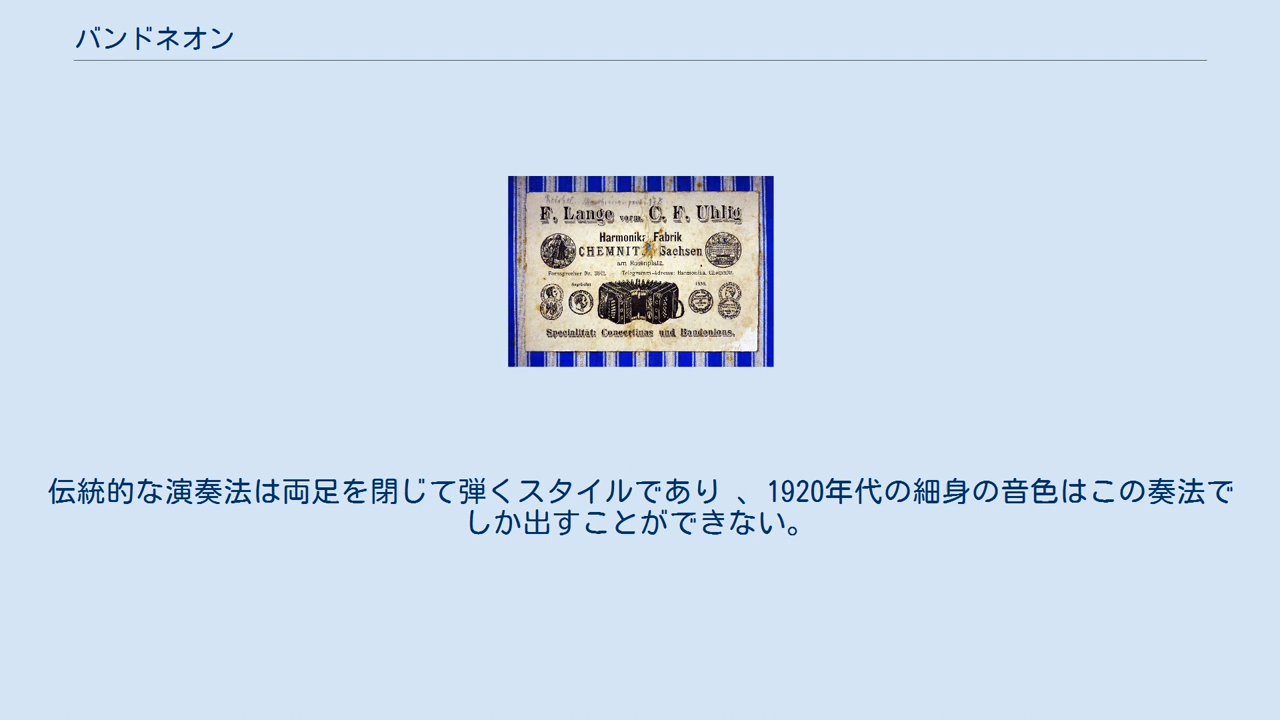 バンドネオン
F. Lange vorm. C. F. Uhlig
Harmonika Fabrik
CHEMNITZ Sachsen
am Rosenplatz.
Specialität: Concertinas und Bandonions.
伝統的な演奏法は両足を閉じて弾くスタイルであり 、1920年代の細身の音色はこの奏法で
しか出すことができない。